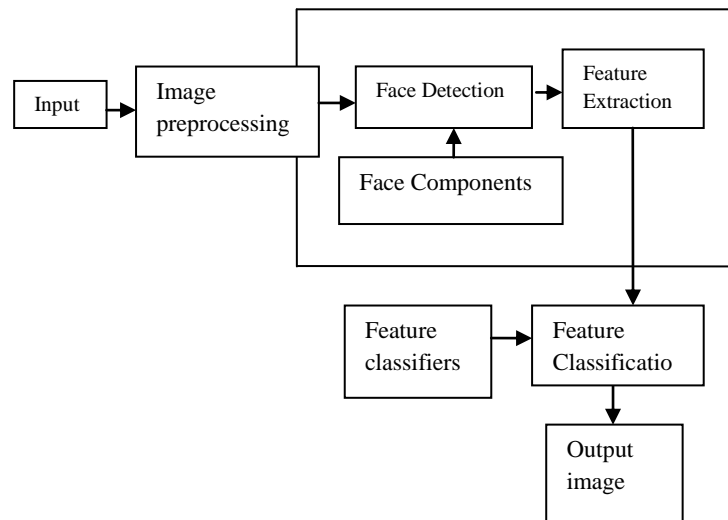 Input
Image
preprocessing
Face Detection
Feature
Extraction
Face Components
Feature
classifiers
Feature
Classificatio
Output
image